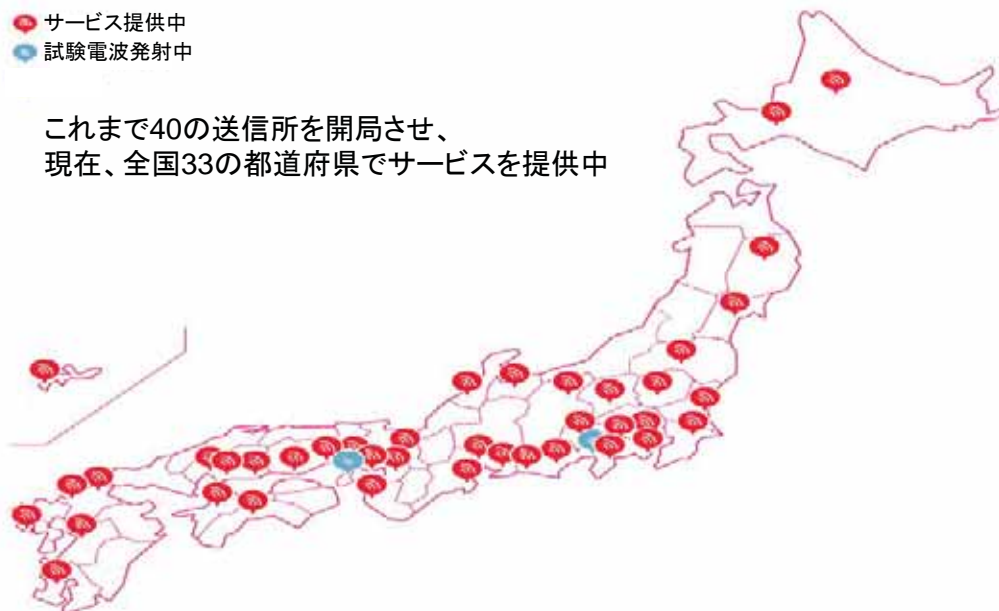 サービス提供中
試験電波発射中
これまで40の送信所を開局させ、
現在、全国33の都道府県でサービスを提供中